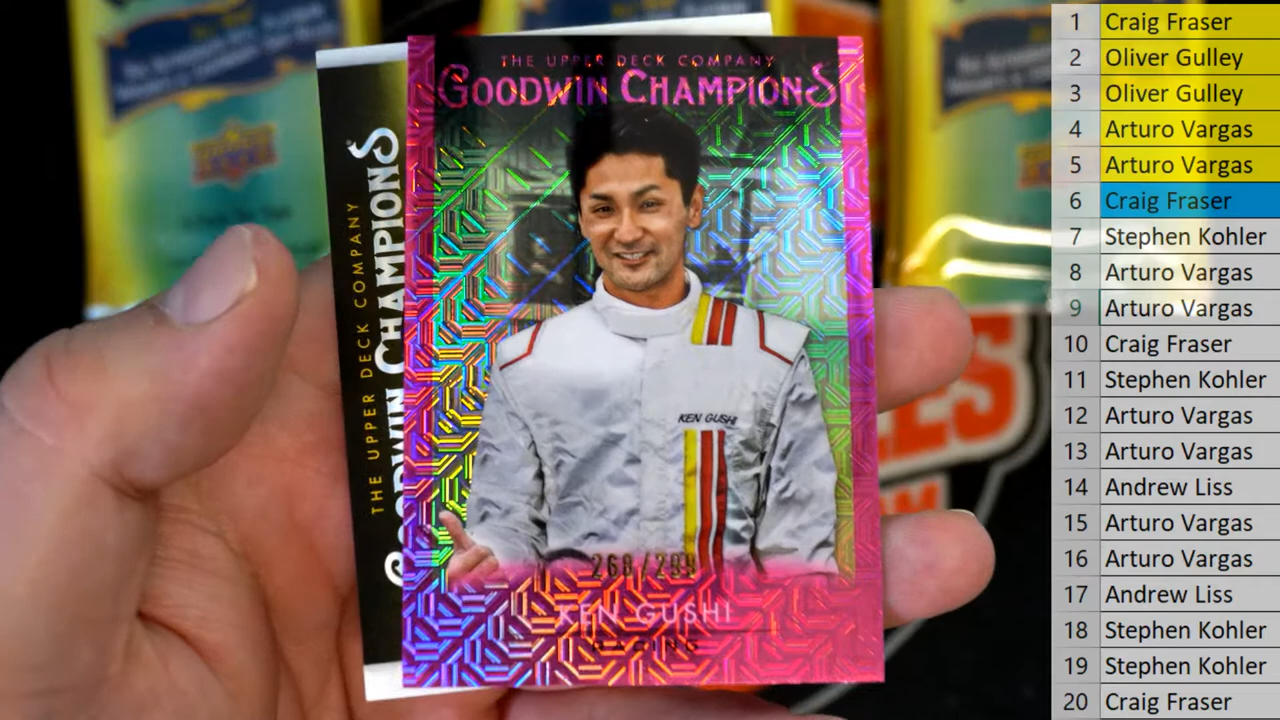 THE UPPER DECK COMPANY
GOODWIN CHAMPIONS
KEN GUSHI
268/299
KEN GUSHI
RACING
THE UPPER DECK COMPANY
GOODWIN CHAMPIONS
1 Craig Fraser
2 Oliver Gulley
3 Oliver Gulley
4 Arturo Vargas
5 Arturo Vargas
6 Craig Fraser
7 Stephen Kohler
8 Arturo Vargas
9 Arturo Vargas
10 Craig Fraser
11 Stephen Kohler
12 Arturo Vargas
13 Arturo Vargas
14 Andrew Liss
15 Arturo Vargas
16 Arturo Vargas
17 Andrew Liss
18 Stephen Kohler
19 Stephen Kohler
20 Craig Fraser